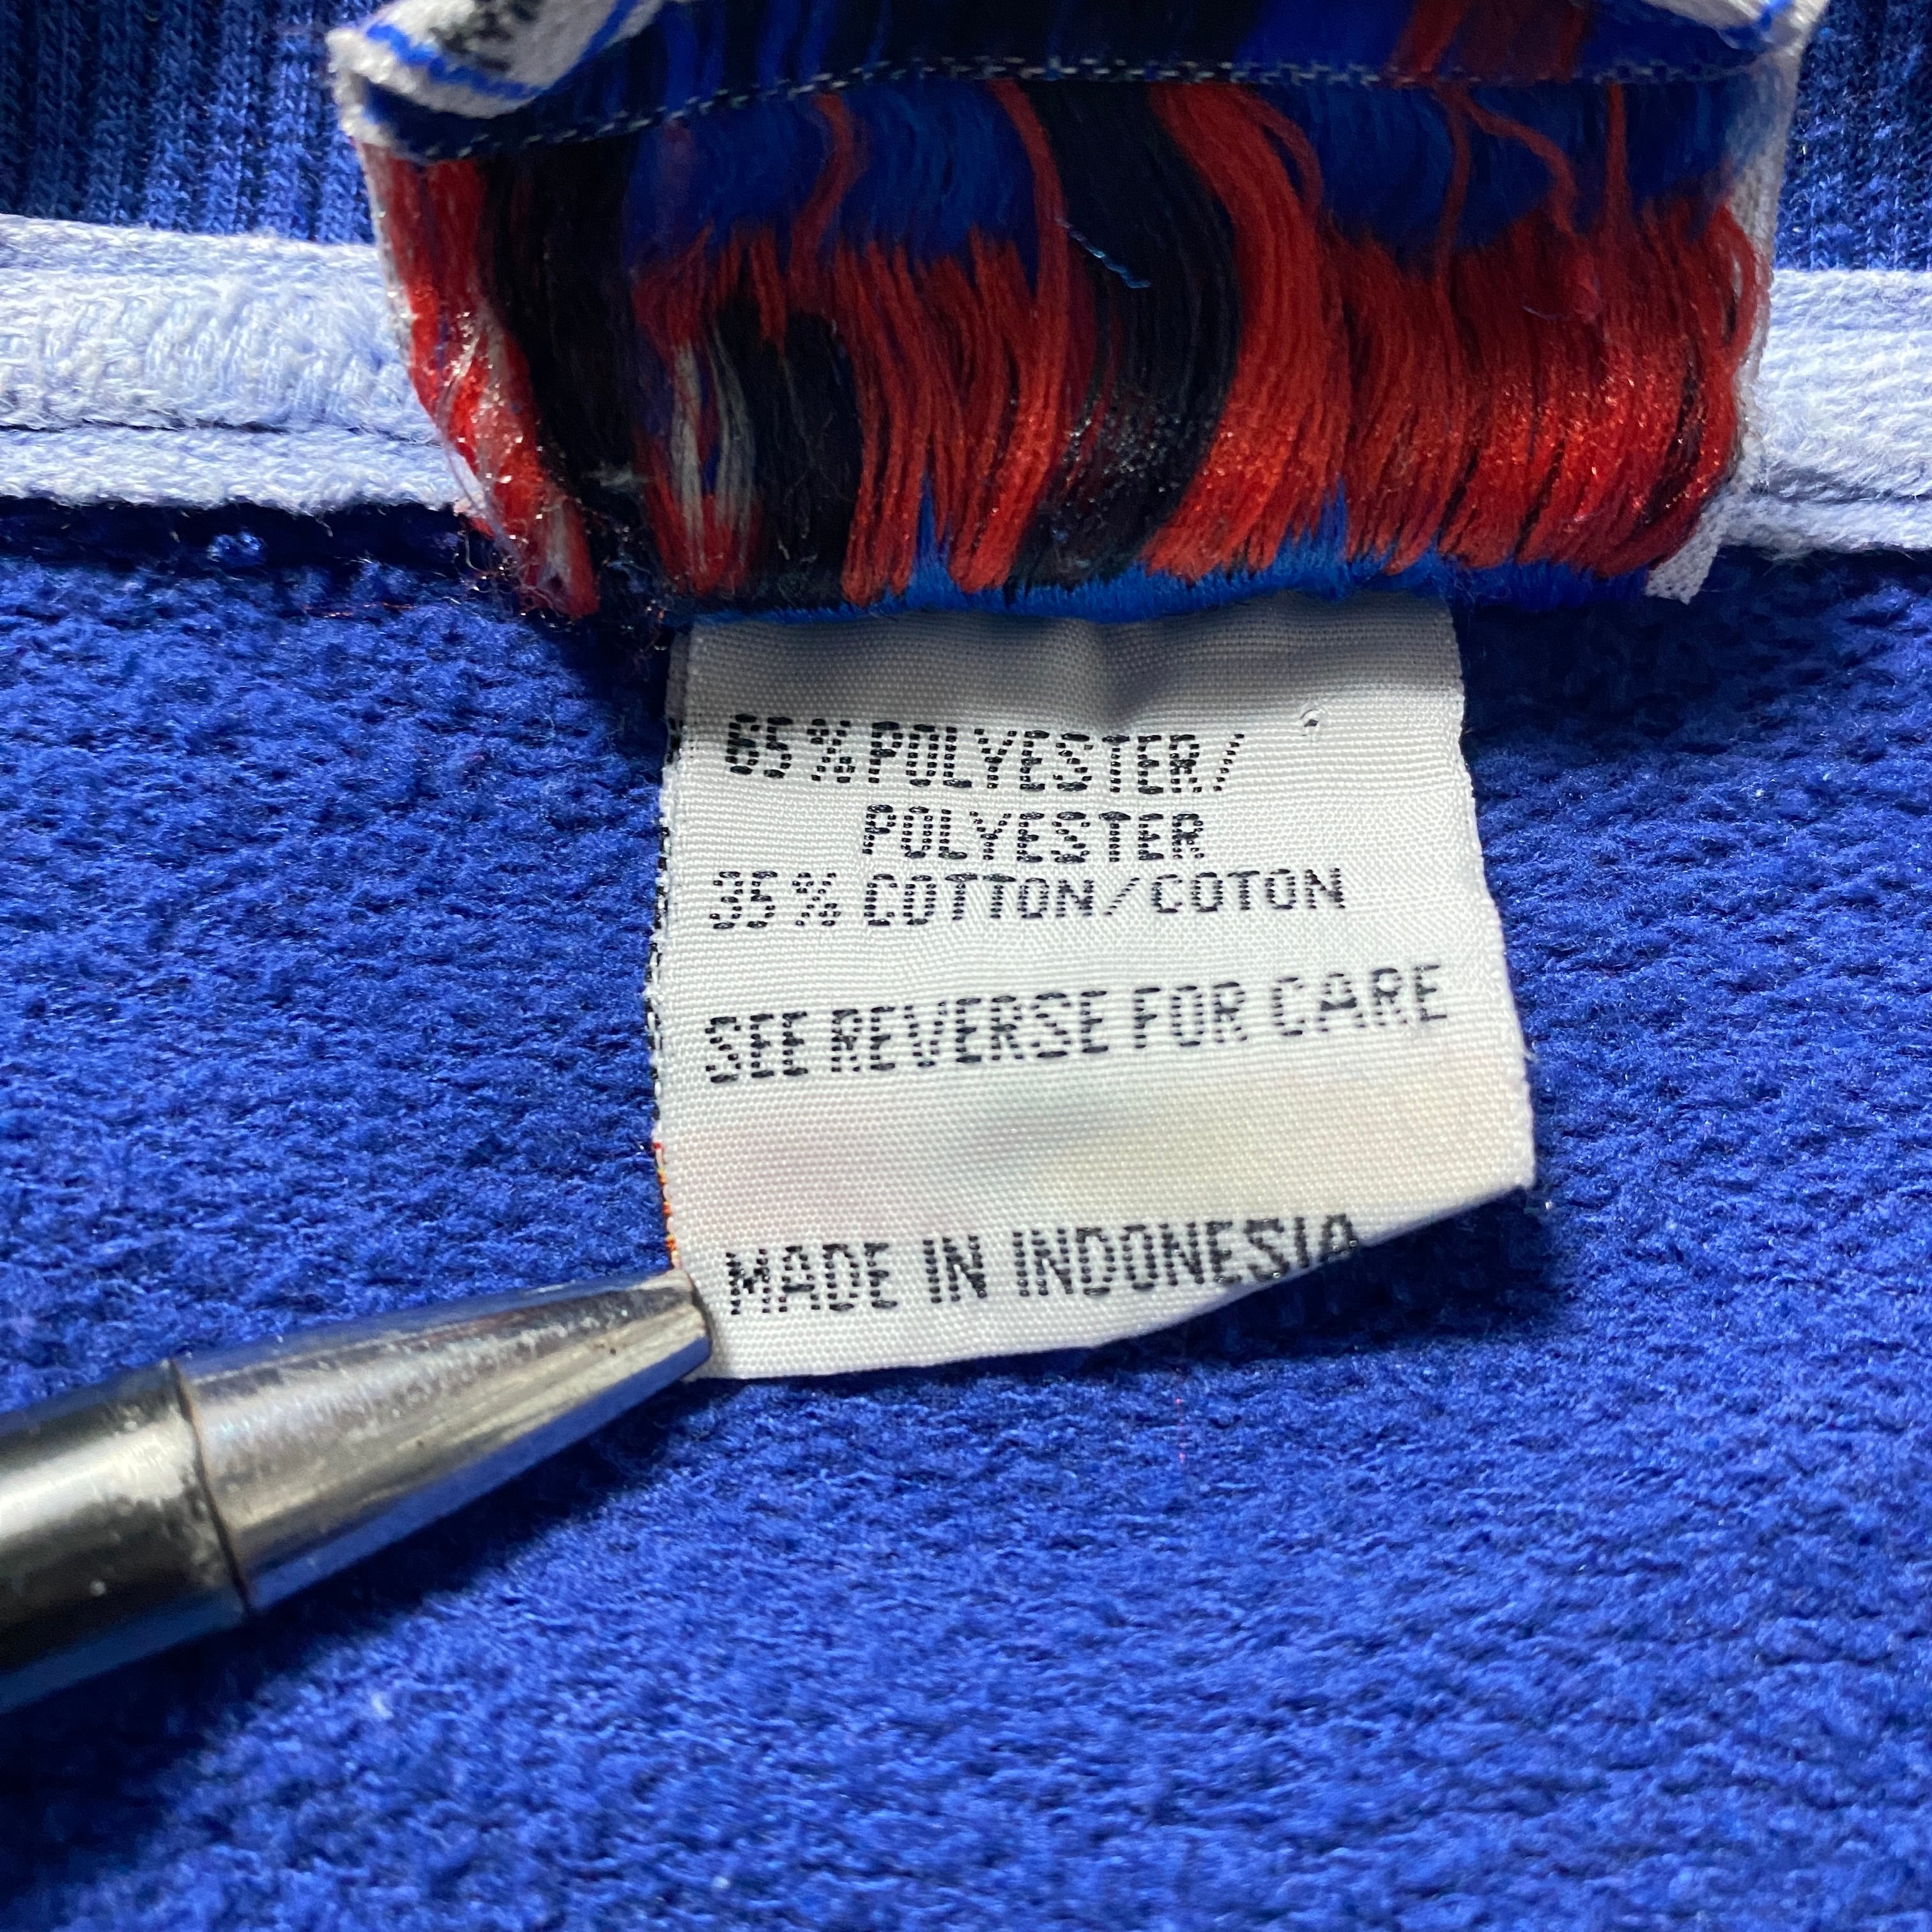 65% POLYESTER/
POLYESTER
35% COTTON/COTON
SEE REVERSE FOR CARE
MADE IN INDONESIA